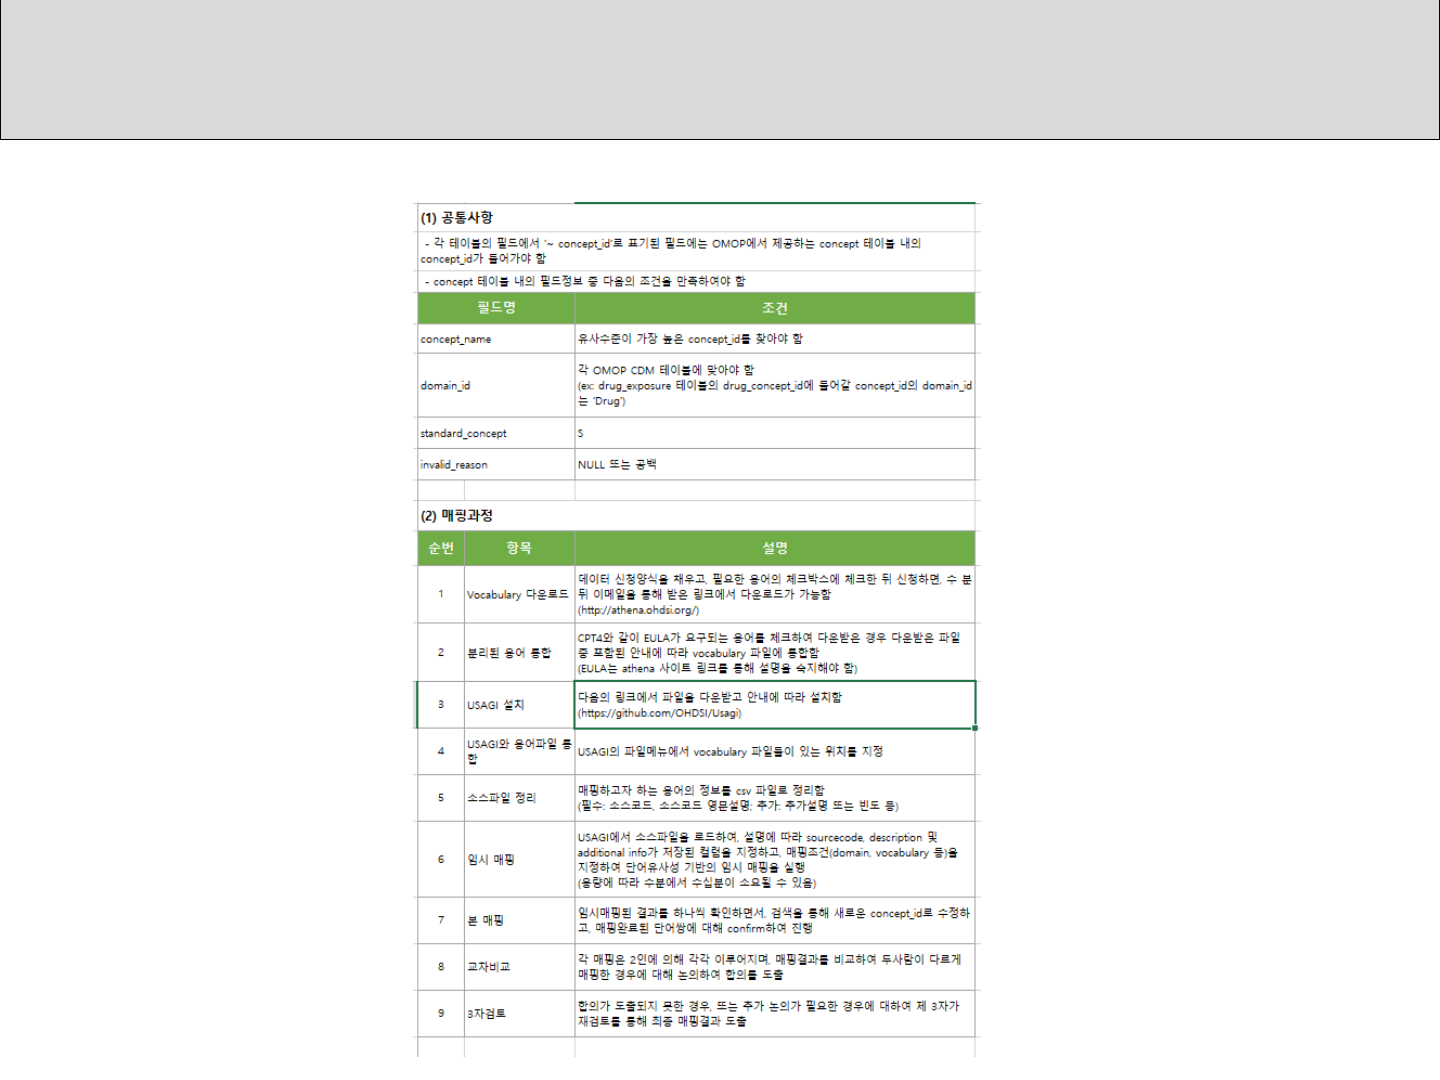 (1) 공통사항
- 각 테이블의 필드에서 '~ concept_id'로 표기된 필드에는 OMOP에서 제공하는 concept 테이블 내의
concept_id가 들어가야 함
- concept 테이블 내의 필드정보 중 다음의 조건을 만족하여야 함
필드명 조건
concept_name 유사수준이 가장 높은 concept_id를 찾아야 함
각 OMOP CDM 테이블에 맞아야 함
domain_id (ex: drug_exposure 테이블의 drug_concept_id에 들어갈 concept_id의 domain_id
는 'Drug')
standard_concept S
invalid_reason NULL 또는 공백
(2) 매핑과정
순번 항목 설명
1 Vocabulary 다운로드 데이터 신청양식을 채우고, 필요한 용어의 체크박스에 체크한 뒤 신청하면, 수 분
뒤 이메일을 통해 받은 링크에서 다운로드가 가능함
(http://athena.ohdsi.org/)
2 분리된 용어 통합 CPT4와 같이 EULA가 요구되는 용어를 체크하여 다운받은 경우 다운받은 파일
중 포함된 안내에 따라 vocabulary 파일에 통합함
(EULA는 athena 사이트 링크를 통해 설명을 숙지해야 함)
3 USAGI 설치 다음의 링크에서 파일을 다운받고 안내에 따라 설치함
(https://github.com/OHDSI/Usagi)
4 USAGI와 용어파일 통
합 USAGI의 파일메뉴에서 vocabulary 파일들이 있는 위치를 지정
5 소스파일 정리 매핑하고자 하는 용어의 정보를 csv 파일로 정리함
(필수: 소스코드, 소스코드 영문설명; 추가: 추가설명 또는 빈도 등)
6 임시 매핑 USAGI에서 소스파일을 로드하여, 설명에 따라 sourcecode, description 및
additional info가 저장된 컬럼을 지정하고, 매핑조건(domain, vocabulary 등)을
지정하여 단어유사성 기반의 임시 매핑을 실행
(용량에 따라 수분에서 수십분이 소요될 수 있음)
7 본 매핑 임시매핑된 결과를 하나씩 확인하면서, 검색을 통해 새로운 concept_id로 수정하
고, 매핑완료된 단어쌍에 대해 confirm하여 진행
8 교차비교 각 매핑은 2인에 의해 각각 이루어지며, 매핑결과를 비교하여 두사람이 다르게
매핑한 경우에 대해 논의하여 합의를 도출
9 3자검토 합의가 도출되지 못한 경우, 또는 추가 논의가 필요한 경우에 대하여 제 3자가
재검토를 통해 최종 매핑결과 도출